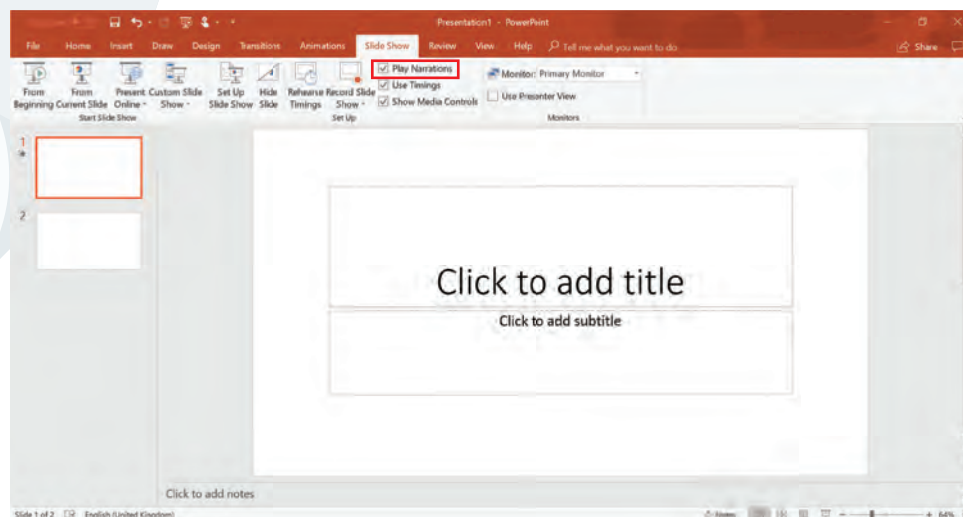 Presentation1 - PowerPoint
File Home Insert Draw Design Transitions Animations Slide Show Review View Help Tell me what you want to do Share
From Beginning
From Current Slide
Present Online
Custom Slide Show
Set Up Slide Show
Hide Slide
Rehearse Timings
Record Slide Show
Play Narrations
Use Timings
Show Media Controls
Monitor: Primary Monitor
Use Presenter View
Start Slide Show
Set Up
Monitors
1
2
Click to add title
Click to add subtitle
Click to add notes
Slide 1 of 2 English (United Kingdom) Notes 64%